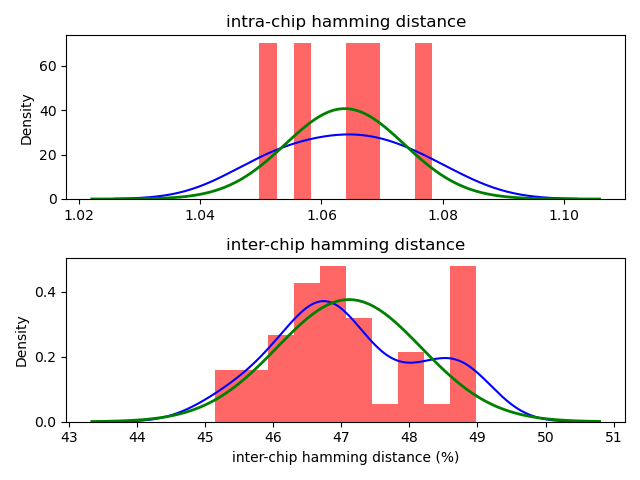 intra-chip hamming distance
Density
60
40
20
0
1.02 1.04 1.06 1.08 1.10
inter-chip hamming distance
Density
0.4
0.2
0.0
43 44 45 46 47 48 49 50 51
inter-chip hamming distance (%)